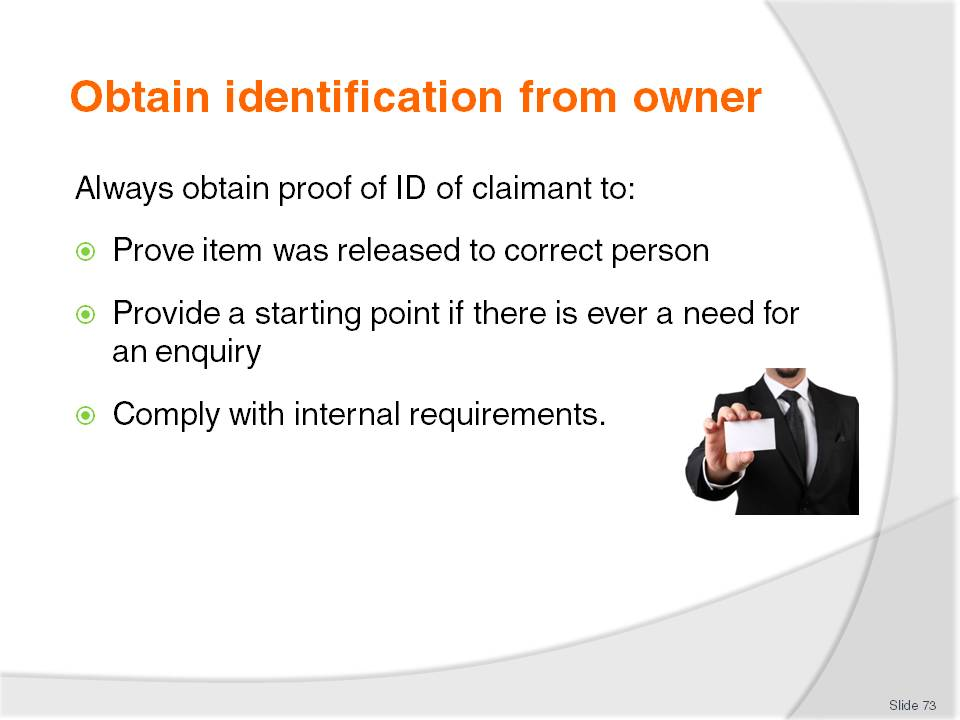 Obtain identification from owner
Always obtain proof of ID of claimant to:
Prove item was released to correct person
Provide a starting point if there is ever a need for
an enquiry
Comply with internal requirements.
Slide 73